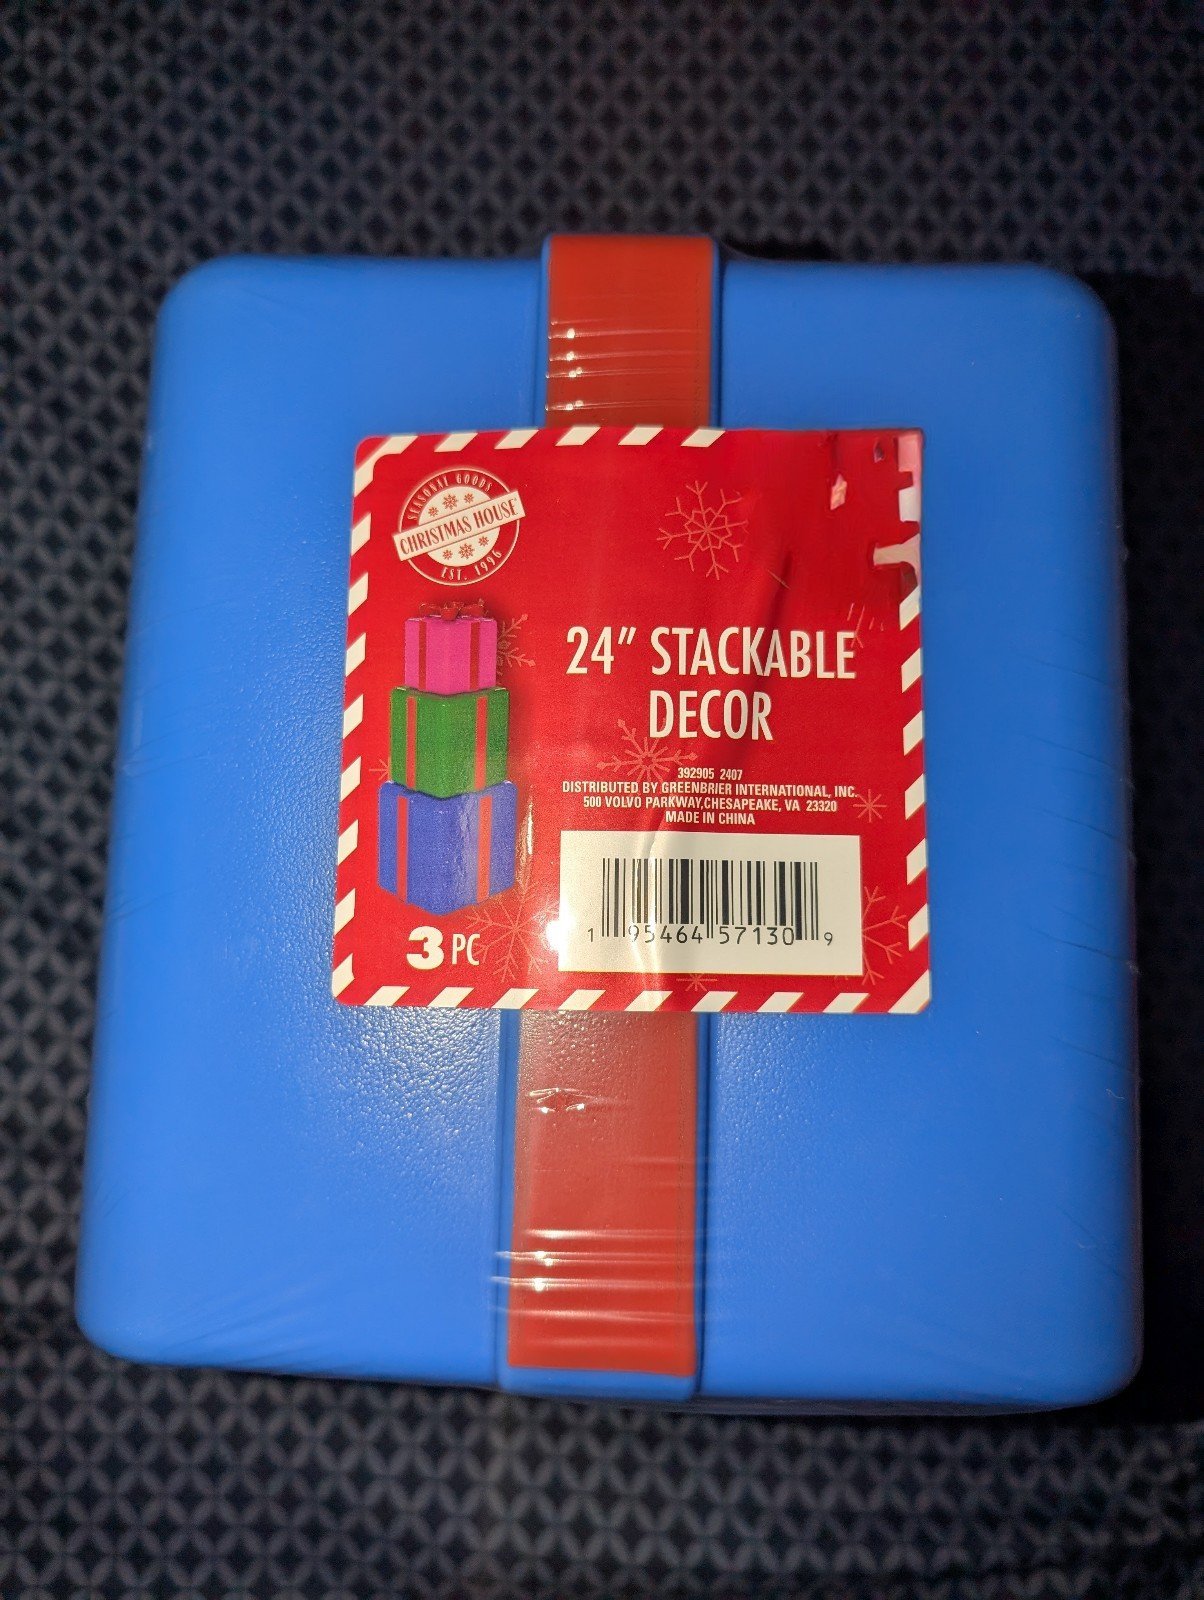 SEASONAL GOODS
CHRISTMAS HOUSE
EST. 1996
24" STACKABLE
DECOR
392905 2407
DISTRIBUTED BY GREENBRIER INTERNATIONAL, INC.
500 VOLVO PARKWAY,CHESAPEAKE, VA 23320
MADE IN CHINA
1 95464 57130 9
3 PC